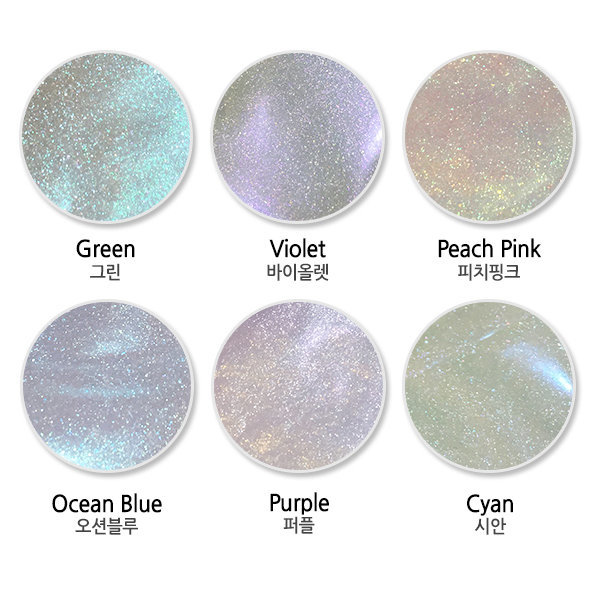 Green
그린
Violet
바이올렛
Peach Pink
피치핑크
Ocean Blue
오션블루
Purple
퍼플
Cyan
시안